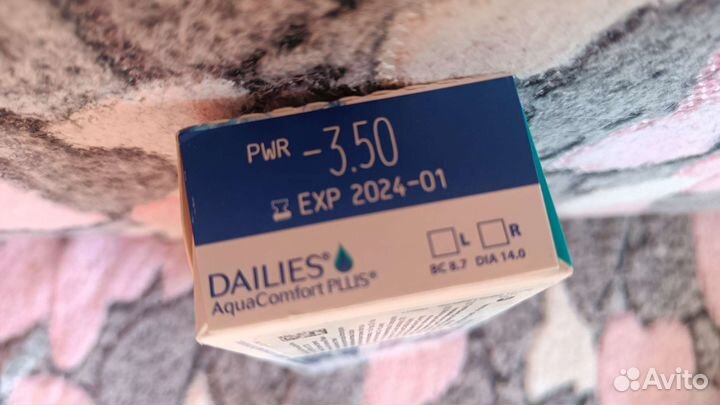 PWR -3.50
EXP 2024-01
L R
BC 8.7 DIA 14.0
DAILIES®
AquaComfort PLUS®
Avito